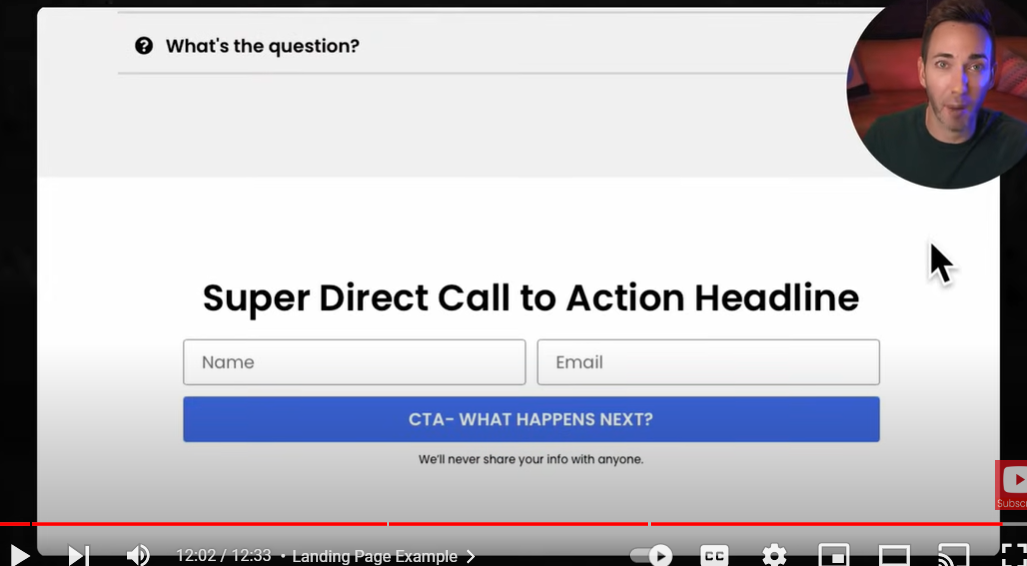 What's the question?
Super Direct Call to Action Headline
Name
Email
CTA- WHAT HAPPENS NEXT?
We'll never share your info with anyone.
12:02 / 12:33 • Landing Page Example
CC